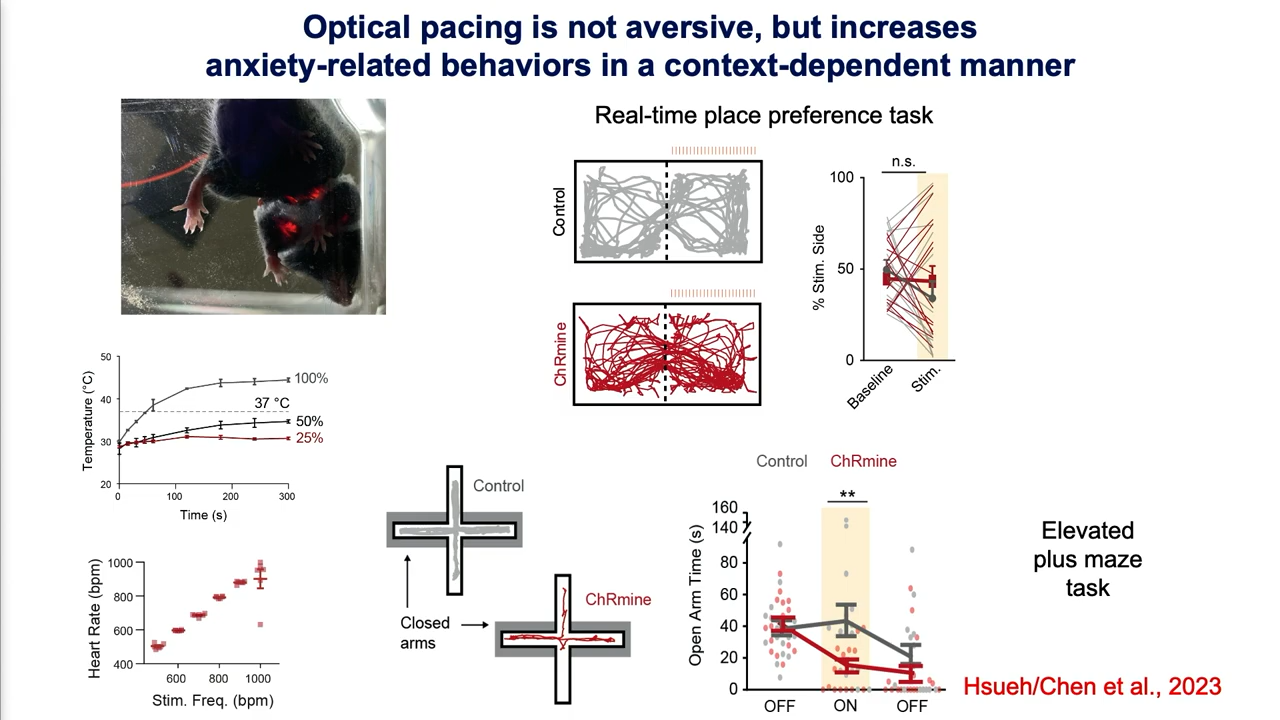 Optical pacing is not aversive, but increases
anxiety-related behaviors in a context-dependent manner
Real-time place preference task
Control
ChRmine
n.s.
100
50
0
% Stim. Side
Baseline
Stim.
50
40
30
20
Temperature (°C)
100%
37 °C
50%
25%
0
100
200
300
Time (s)
1000
800
600
400
Heart Rate (bpm)
600
800
1000
Stim. Freq. (bpm)
Control
ChRmine
Closed
arms
Control
ChRmine
**
160
140
80
60
40
20
0
Open Arm Time (s)
OFF
ON
OFF
Elevated
plus maze
task
Hsueh/Chen et al., 2023